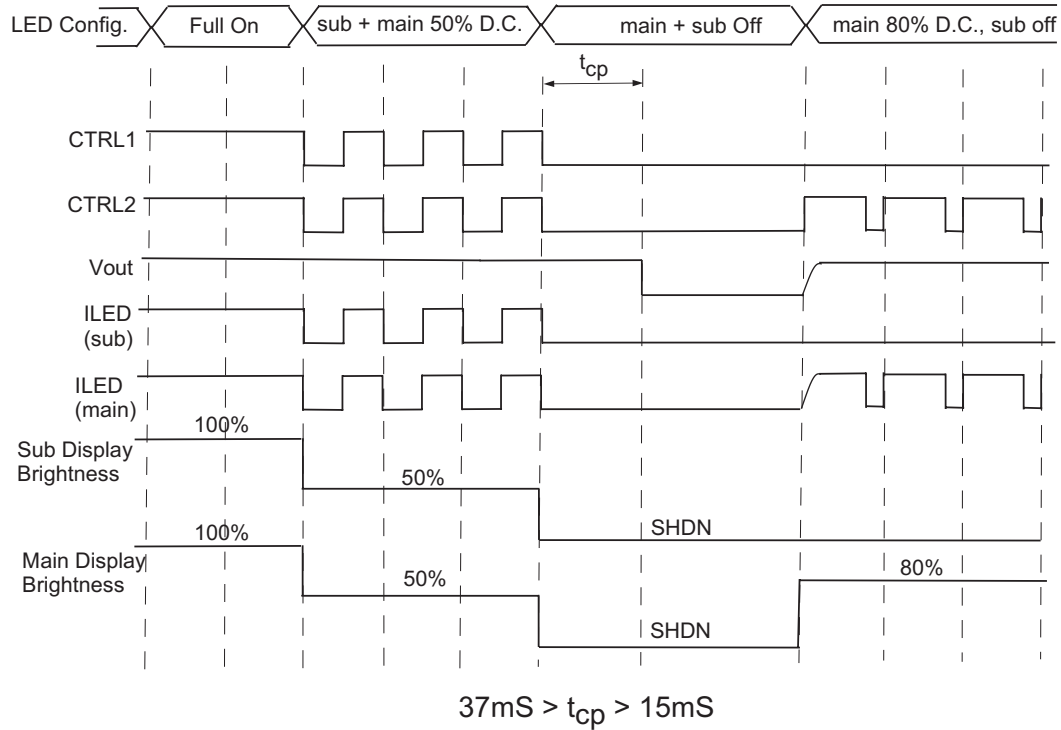 LED Config.
Full On
sub + main 50% D.C.
main + sub Off
main 80% D.C., sub off
tcp
CTRL1
CTRL2
Vout
ILED
(sub)
ILED
(main)
100%
Sub Display
Brightness
50%
SHDN
100%
Main Display
Brightness
50%
80%
SHDN
37mS > tcp > 15mS